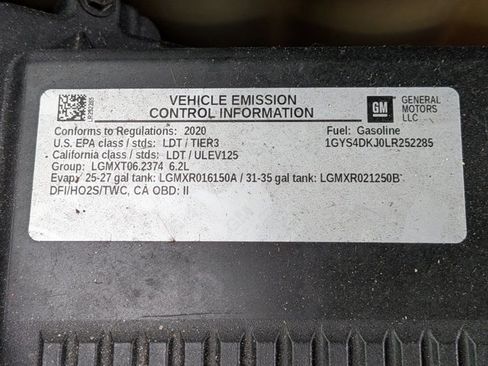 VEHICLE EMISSION
CONTROL INFORMATION
GM
GENERAL
MOTORS
LLC
LR252285
Conforms to Regulations: 2020
Fuel: Gasoline
U.S. EPA class / stds: LDT / TIER3
1GYS4DKJ0LR252285
California class / stds: LDT / ULEV125
Group: LGMXT06.2374 6.2L
Evap: 25-27 gal tank: LGMXR016150A / 31-35 gal tank: LGMXR021250B
DFI/HO2S/TWC, CA OBD: II